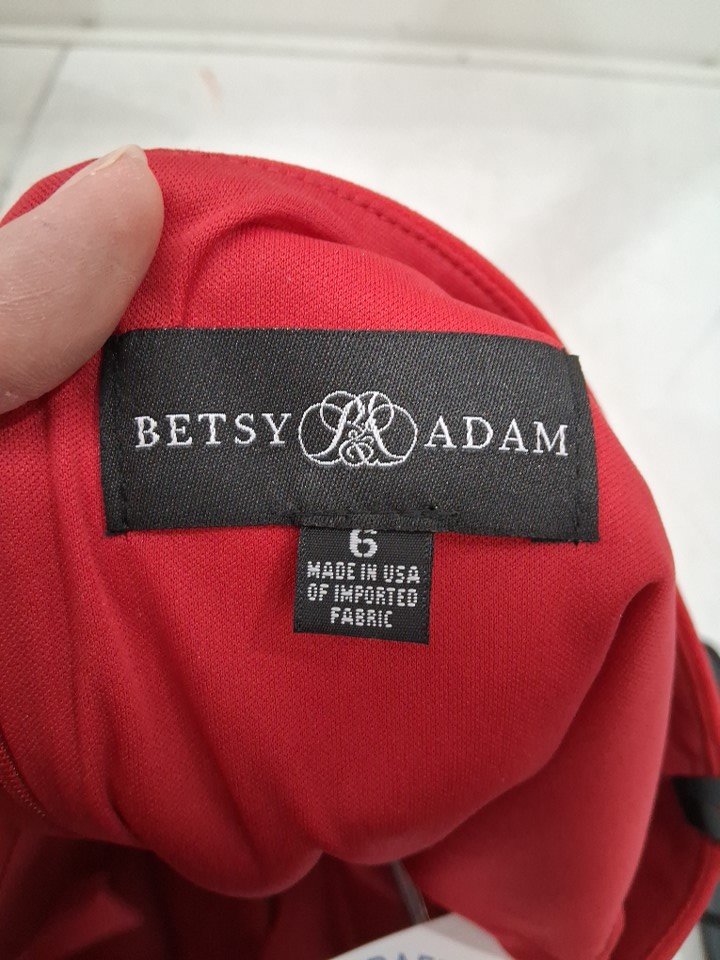 BETSY ADAM
6
MADE IN USA
OF IMPORTED
FABRIC